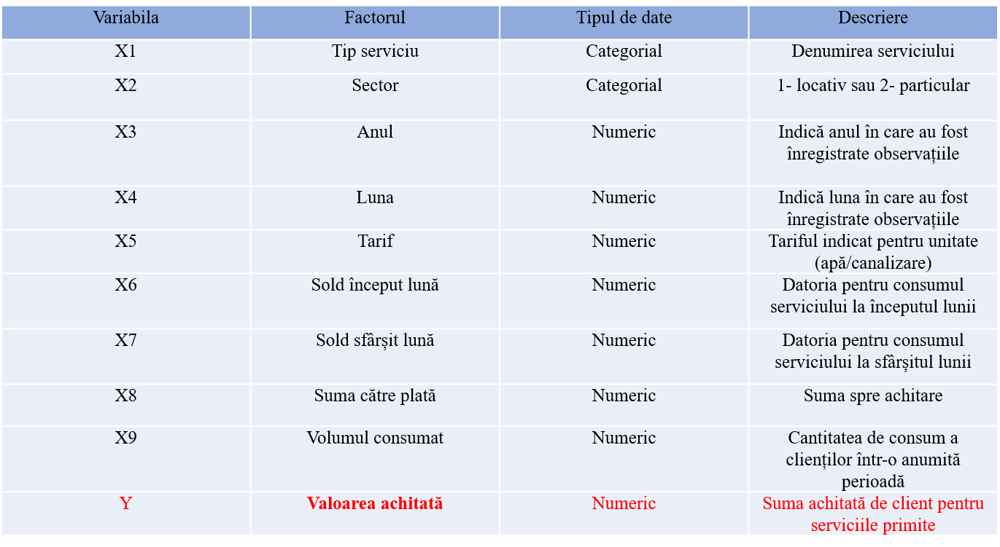 Variabila Factorul Tipul de date Descriere
X1 Tip serviciu Categorial Denumirea serviciului
X2 Sector Categorial 1- locativ sau 2- particular
X3 Anul Numeric Indică anul în care au fost
înregistrate observațiile
X4 Luna Numeric Indică luna în care au fost
înregistrate observațiile
X5 Tarif Numeric Tariful indicat pentru unitate
(apă/canalizare)
X6 Sold început lună Numeric Datoria pentru consumul
serviciului la începutul lunii
X7 Sold sfârșit lună Numeric Datoria pentru consumul
serviciului la sfârșitul lunii
X8 Suma către plată Numeric Suma spre achitare
X9 Volumul consumat Numeric Cantitatea de consum a
clienților într-o anumită
perioadă
Y Valoarea achitată Numeric Suma achitată de client pentru
serviciile primite